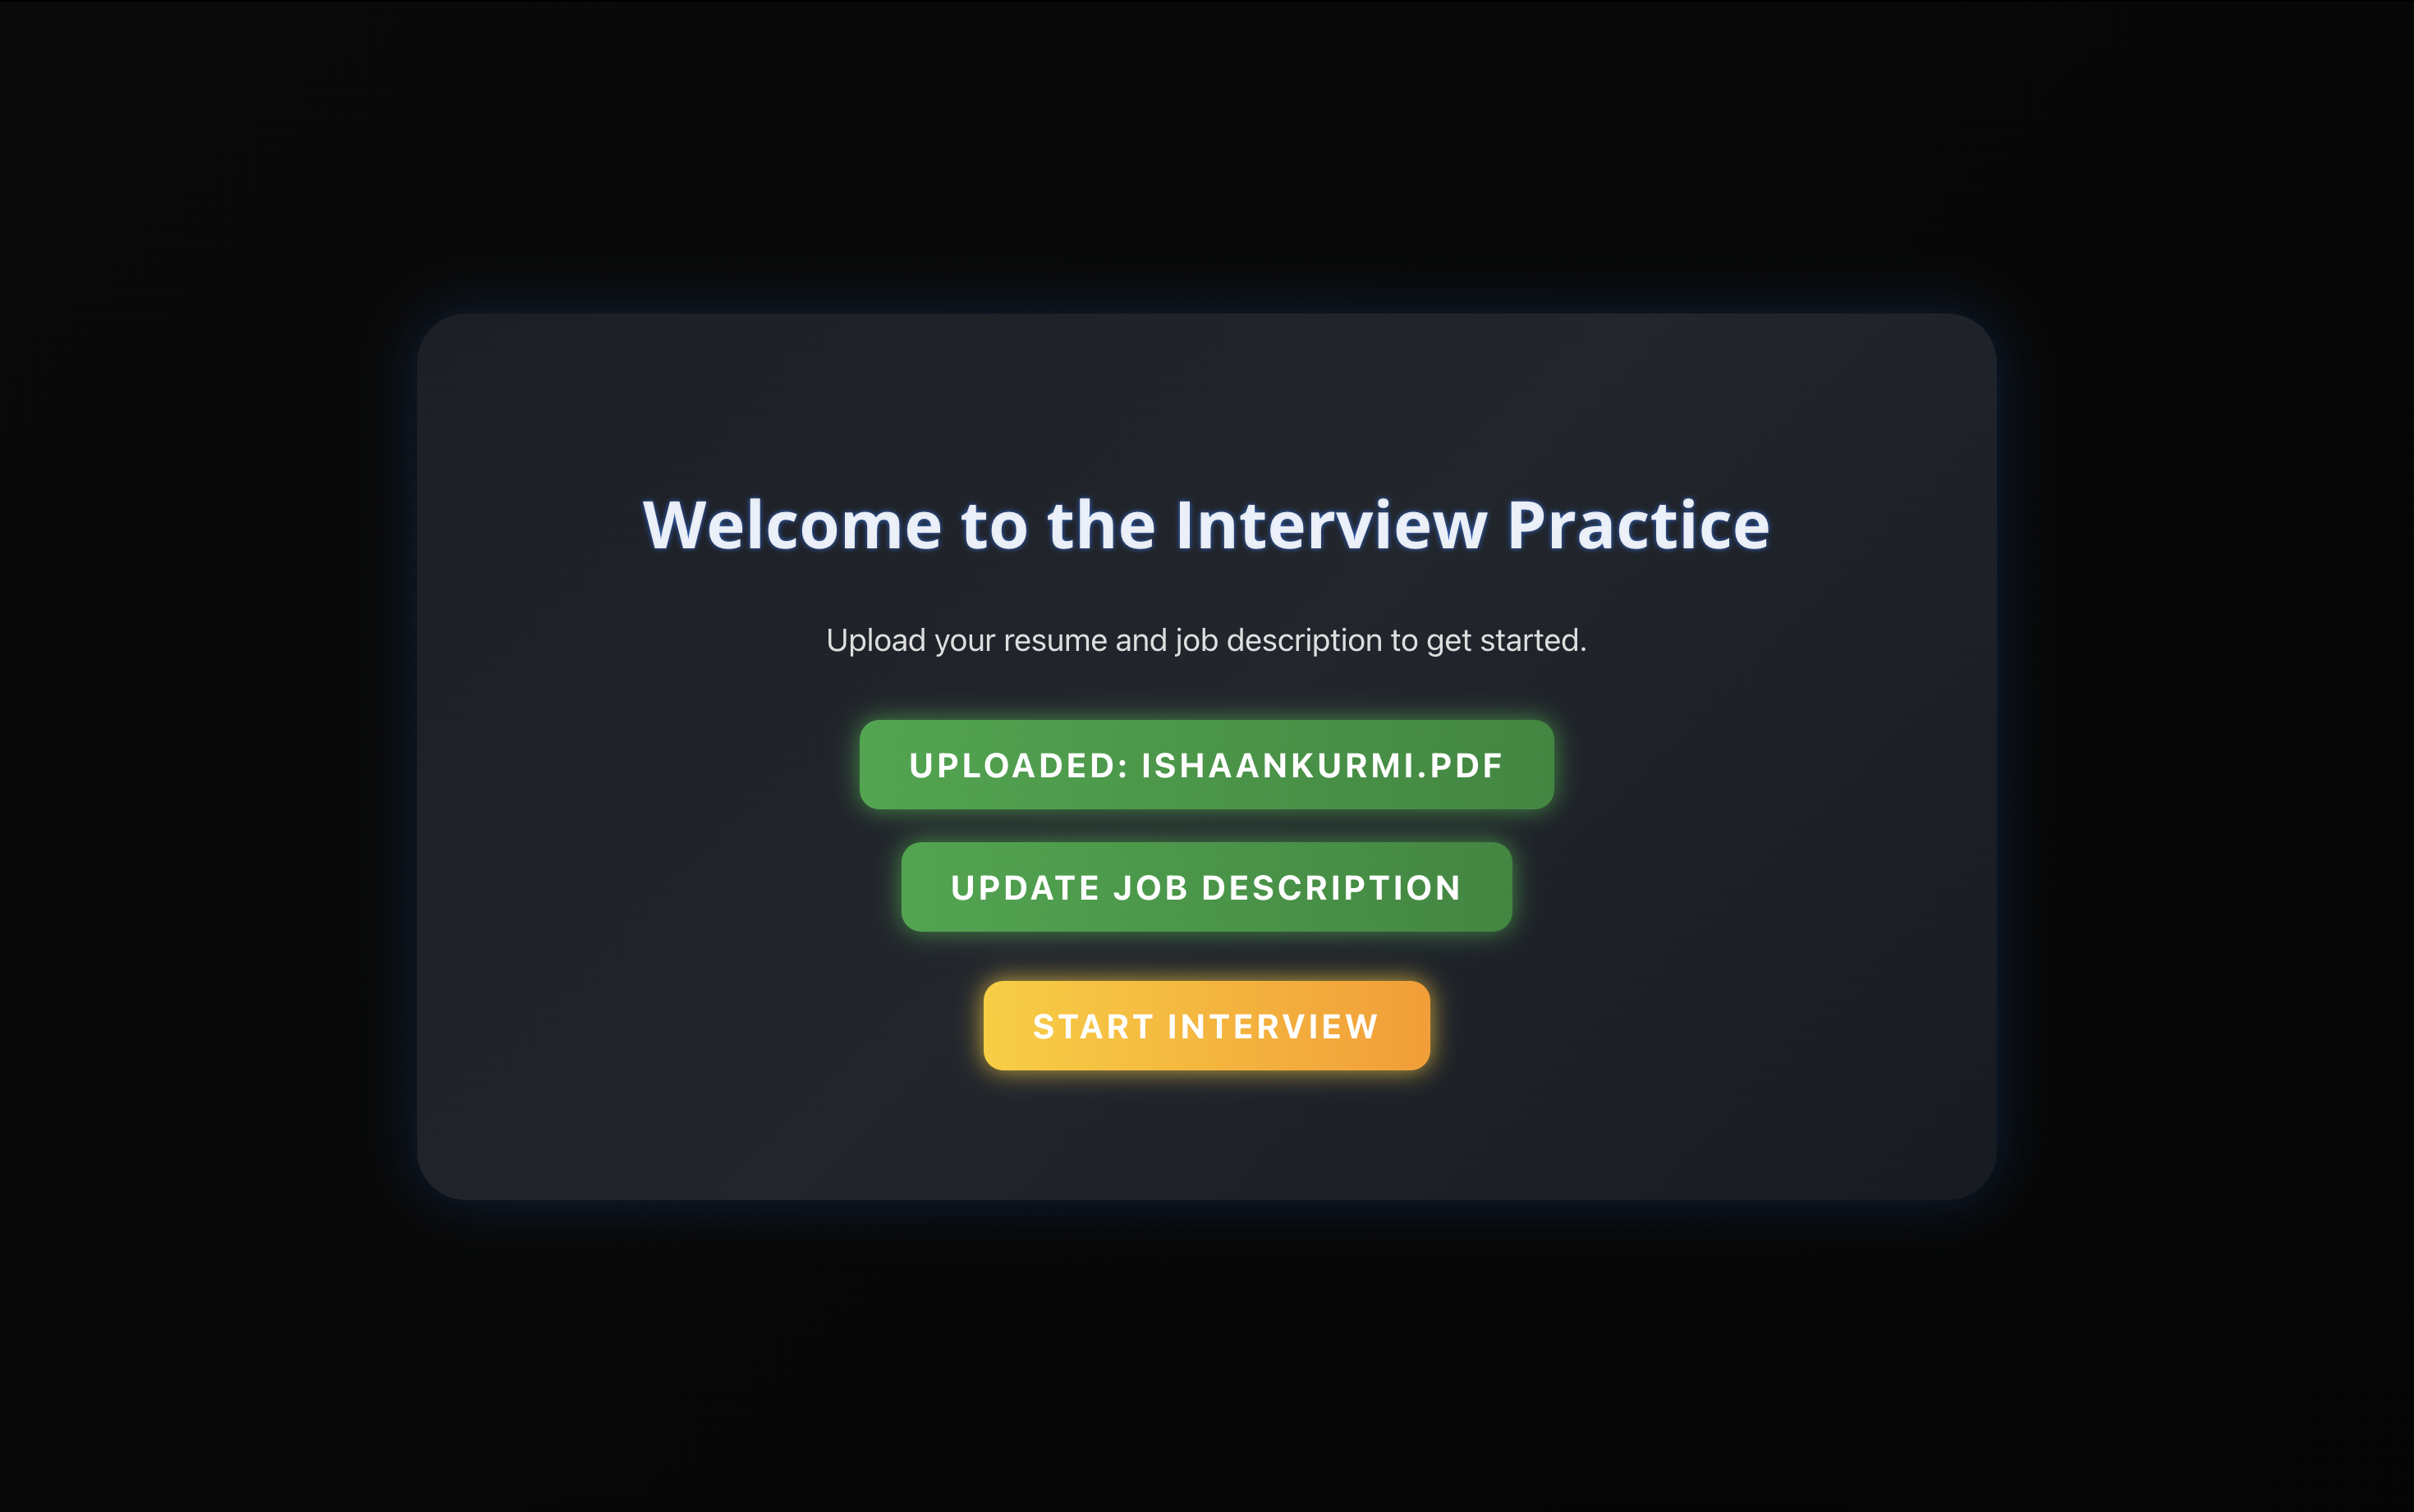 Welcome to the Interview Practice
Upload your resume and job description to get started.
UPLOADED: ISHAANKURMI.PDF
UPDATE JOB DESCRIPTION
START INTERVIEW